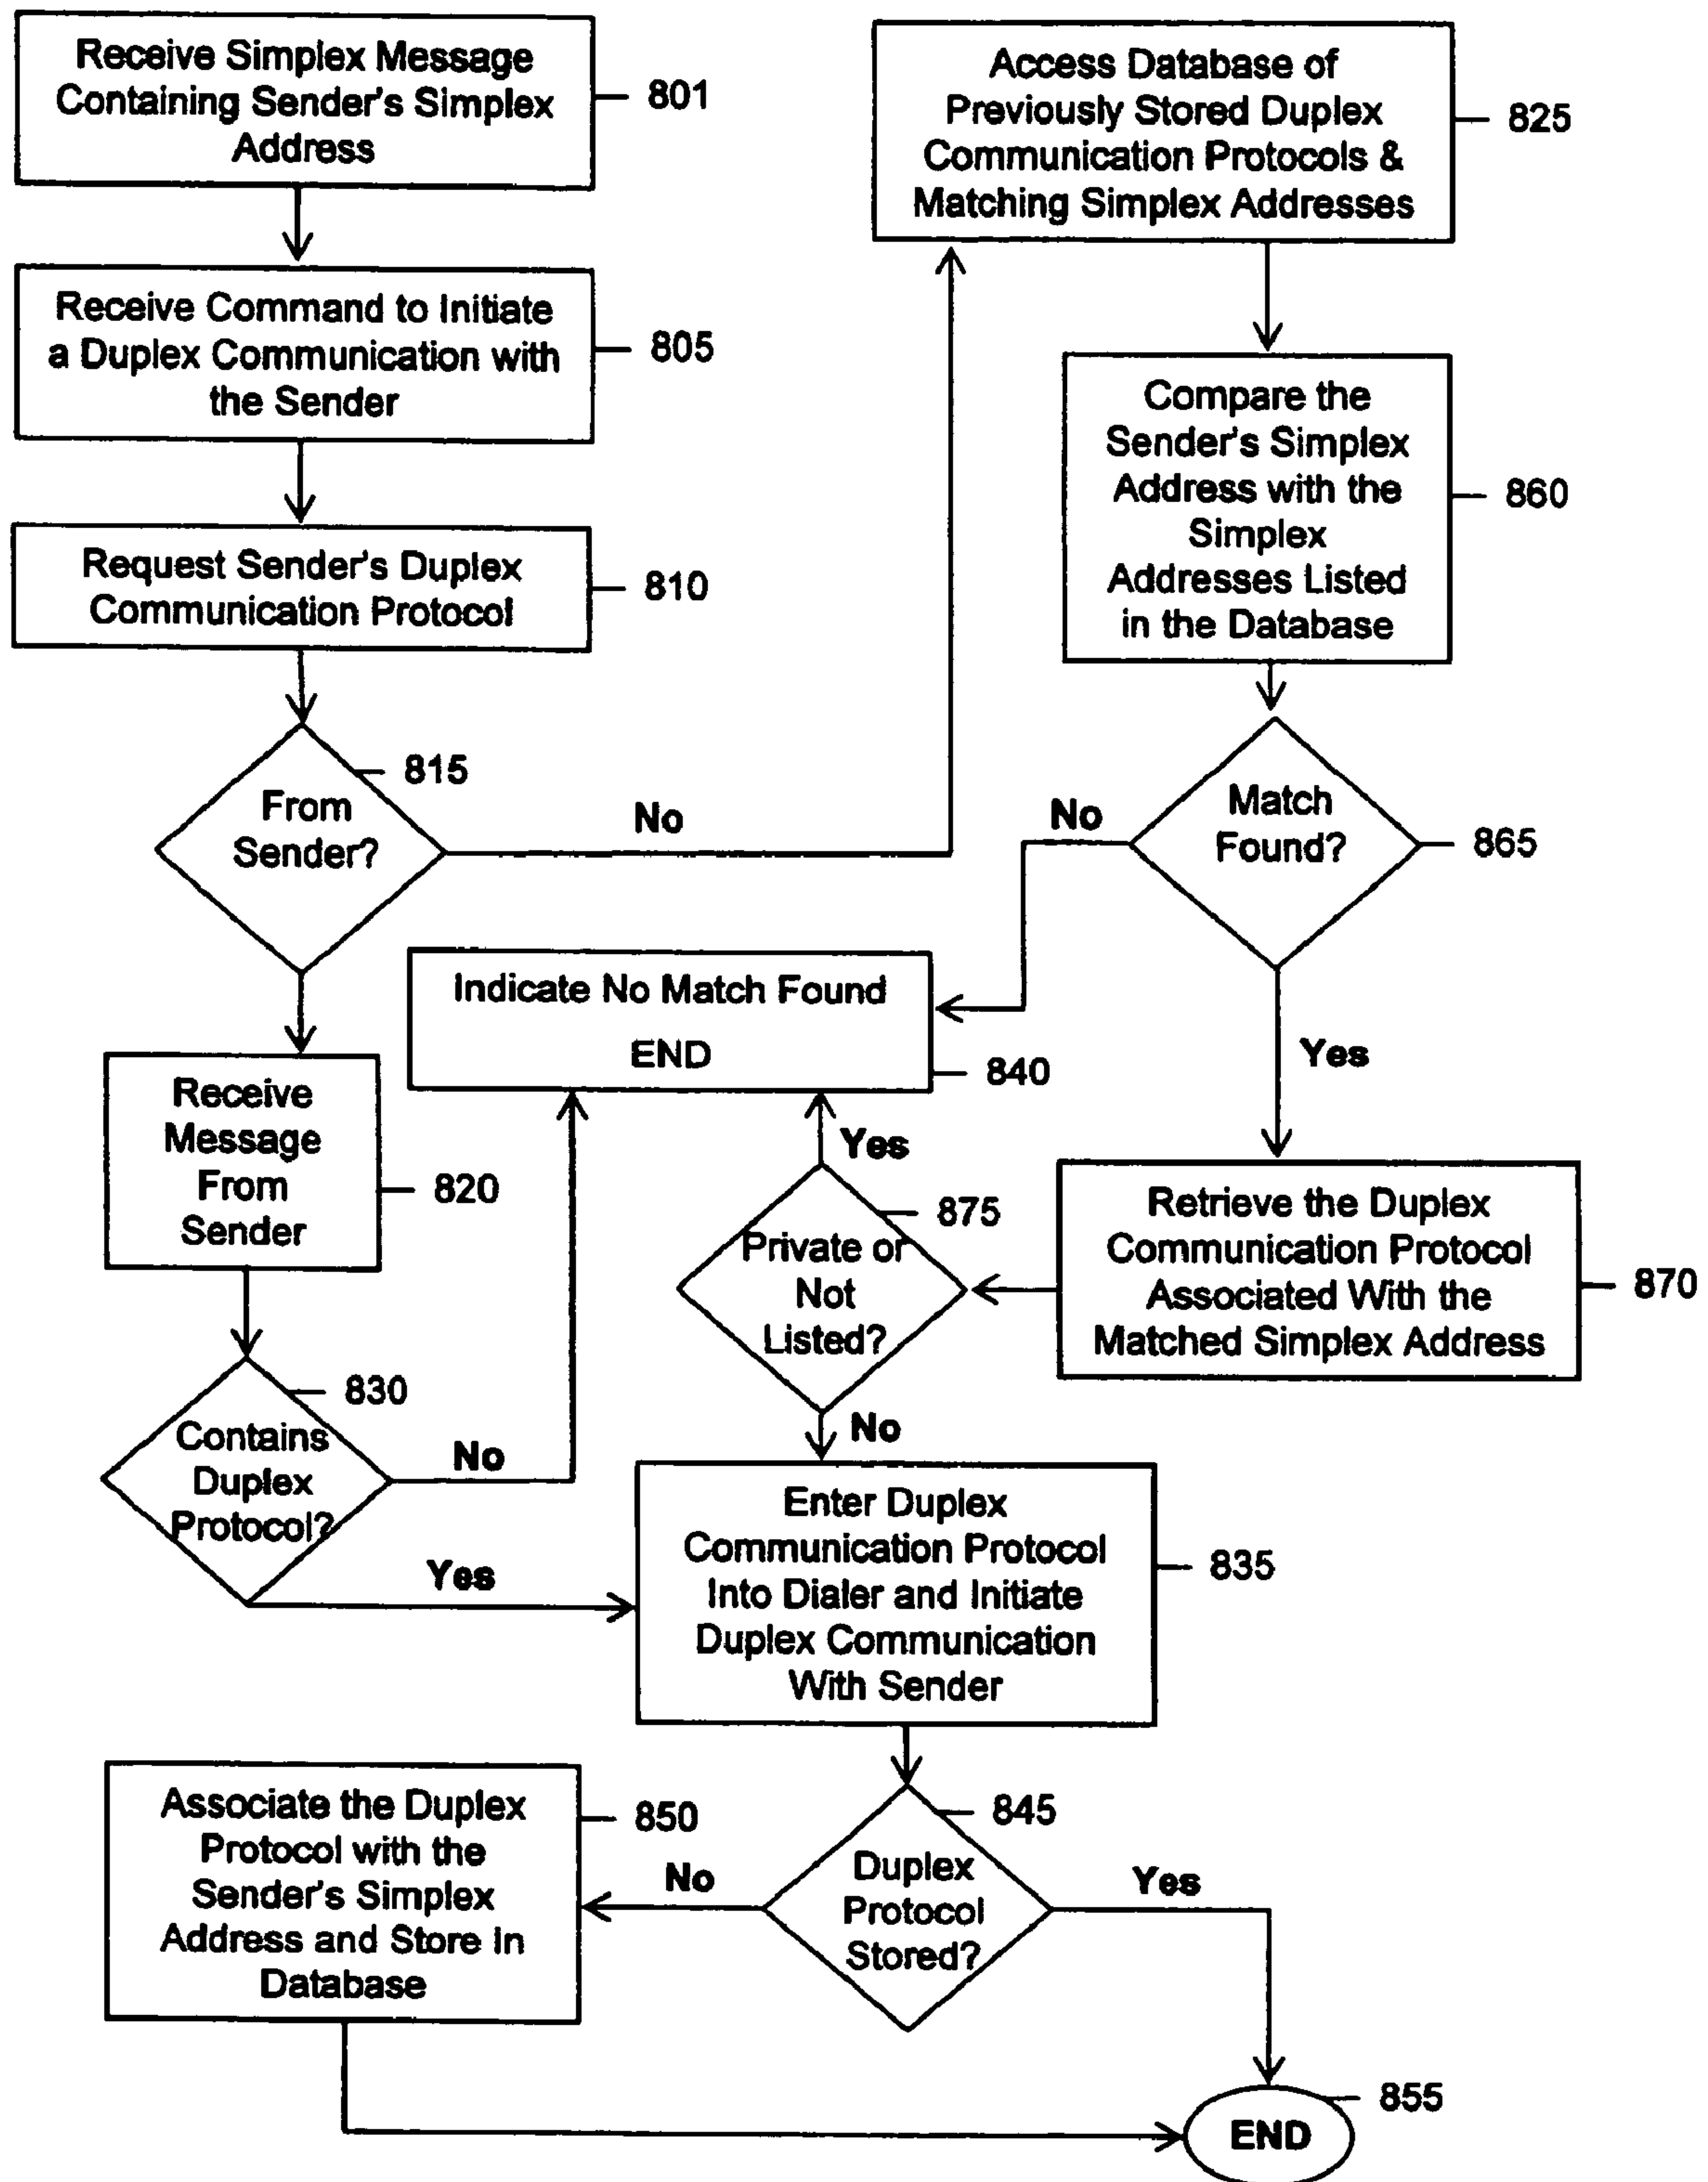 Receive Simplex Message
Containing Sender's Simplex
Address
801
Receive Command to Initiate
a Duplex Communication with
the Sender
805
Request Sender's Duplex
Communication Protocol
810
From
Sender?
815
No
Receive
Message
From
Sender
820
Contains
Duplex
Protocol?
830
No
Yes
Access Database of
Previously Stored Duplex
Communication Protocols &
Matching Simplex Addresses
825
Compare the
Sender's Simplex
Address with the
Simplex
Addresses Listed
in the Database
860
Match
Found?
865
No
Yes
Indicate No Match Found
END
840
Retrieve the Duplex
Communication Protocol
Associated With the
Matched Simplex Address
870
Private or
Not
Listed?
875
Yes
No
Enter Duplex
Communication Protocol
Into Dialer and Initiate
Duplex Communication
With Sender
835
Duplex
Protocol
Stored?
845
No
Yes
Associate the Duplex
Protocol with the
Sender's Simplex
Address and Store in
Database
850
END
855